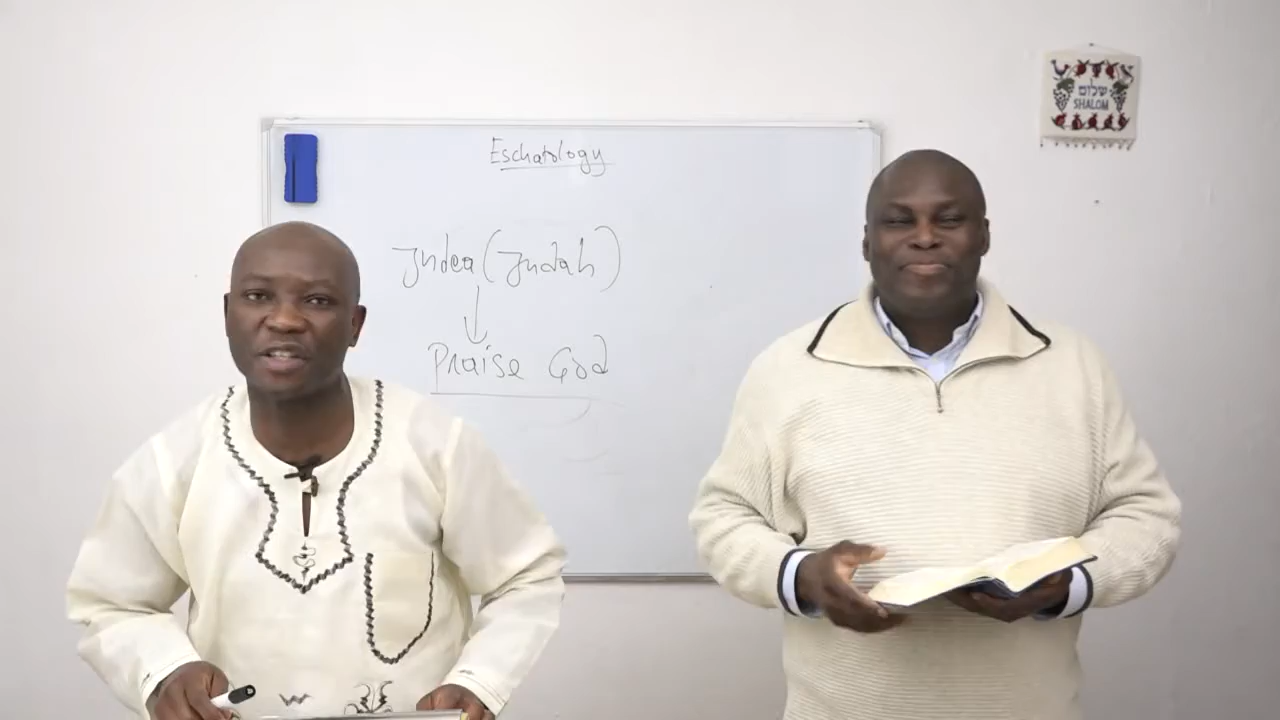 Eschatology
Judea (Judah)
Praise God
שלום
SHALOM